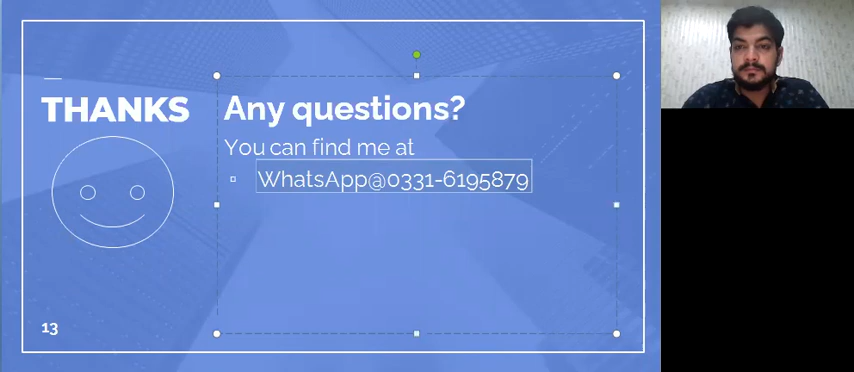 THANKS
Any questions?
You can find me at
WhatsApp@0331-6195879
13